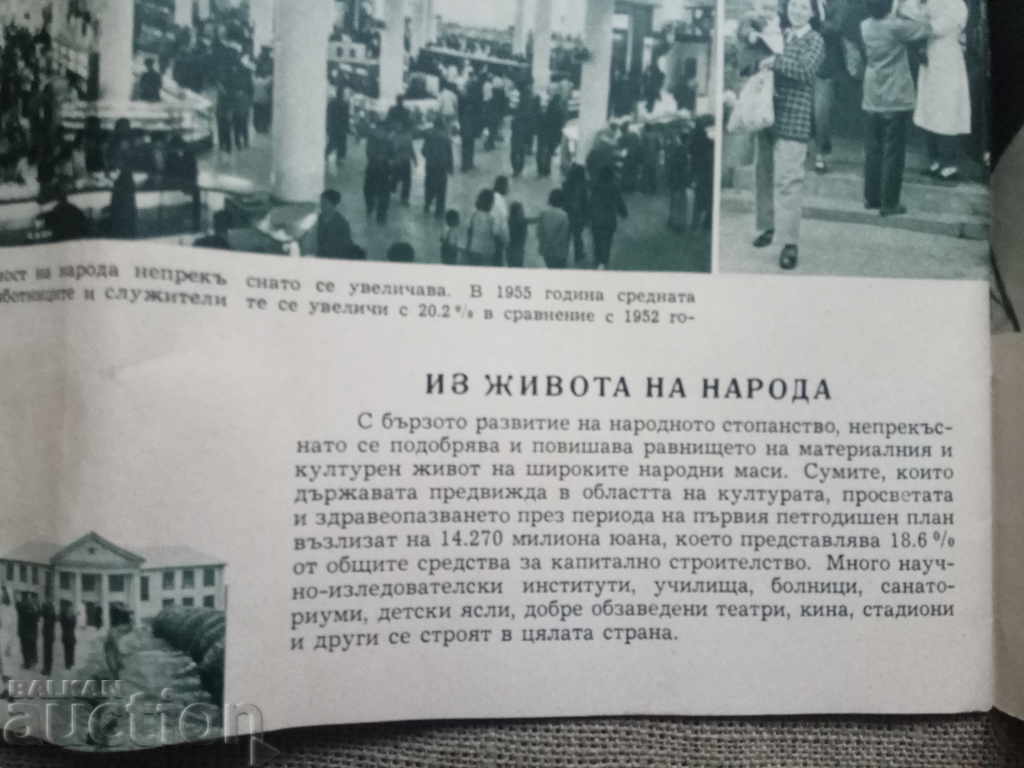 ност на народа непрекъ снато се увеличава. В 1955 година средната
работниците и служители те се увеличи с 20.2% в сравнение с 1952 го-
ИЗ ЖИВОТА НА НАРОДА
С бързото развитие на народното стопанство, непрекъс-
нато се подобрява и повишава равнището на материалния и
културен живот на широките народни маси. Сумите, които
държавата предвижда в областта на културата, просветата
и здравеопазването през периода на първия петгодишен план
възлизат на 14.270 милиона юана, което представлява 18.6%
от общите средства за капитално строителство. Много науч-
но-изледователски институти, училища, болници, санато-
риуми, детски ясли, добре обзаведени театри, кина, стадиони
и други се строят в цялата страна.
BALKAN
auction